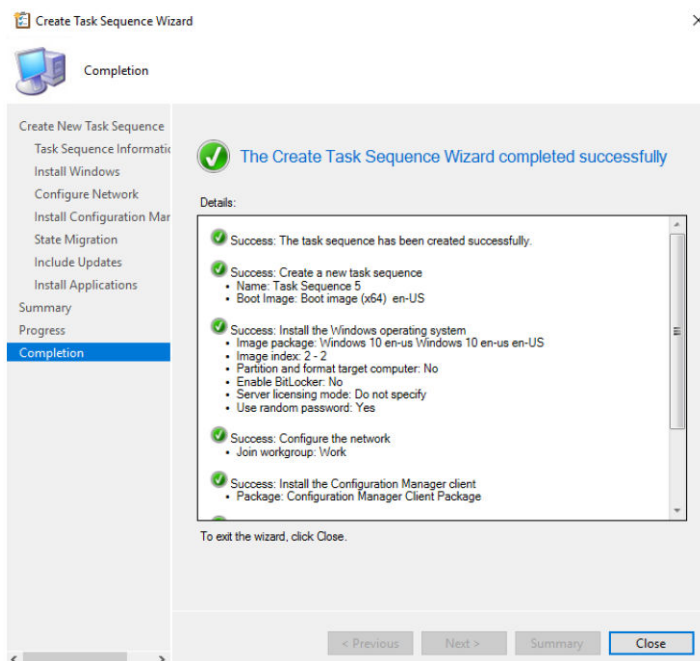 Create Task Sequence Wizard
Completion
Create New Task Sequence
Task Sequence Informatic
Install Windows
Configure Network
Install Configuration Mar
State Migration
Include Updates
Install Applications
Summary
Progress
Completion
The Create Task Sequence Wizard completed successfully
Details:
Success: The task sequence has been created successfully.
Success: Create a new task sequence
• Name: Task Sequence 5
• Boot Image: Boot image (x64) en-US
Success: Install the Windows operating system
• Image package: Windows 10 en-us Windows 10 en-us en-US
• Image index: 2 - 2
• Partition and format target computer: No
• Enable BitLocker: No
• Server licensing mode: Do not specify
• Use random password: Yes
Success: Configure the network
• Join workgroup: Work
Success: Install the Configuration Manager client
• Package: Configuration Manager Client Package
To exit the wizard, click Close.
< Previous
Next >
Summary
Close